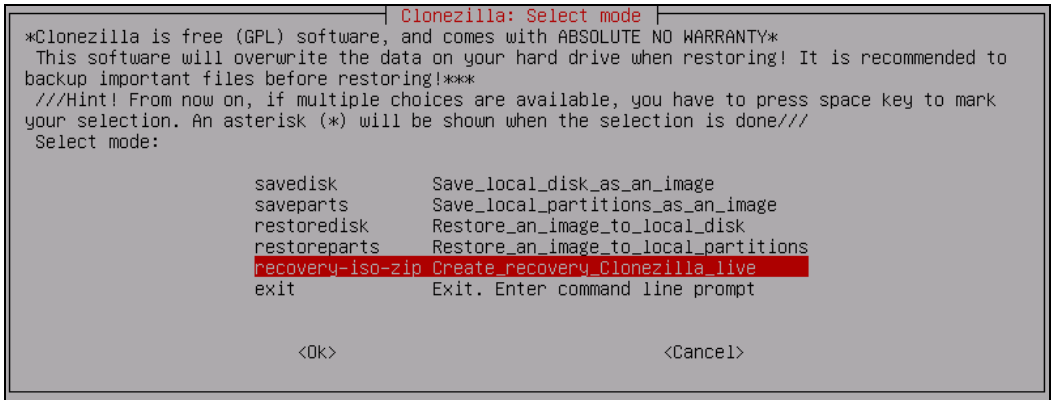 Clonezilla: Select mode
*Clonezilla is free (GPL) software, and comes with ABSOLUTE NO WARRANTY*
This software will overwrite the data on your hard drive when restoring! It is recommended to
backup important files before restoring!***
///Hint! From now on, if multiple choices are available, you have to press space key to mark
your selection. An asterisk (*) will be shown when the selection is done///
Select mode:
savedisk Save_local_disk_as_an_image
saveparts Save_local_partitions_as_an_image
restoredisk Restore_an_image_to_local_disk
restoreparts Restore_an_image_to_local_partitions
recovery-iso-zip Create_recovery_Clonezilla_live
exit Exit. Enter command line prompt
<Ok> <Cancel>